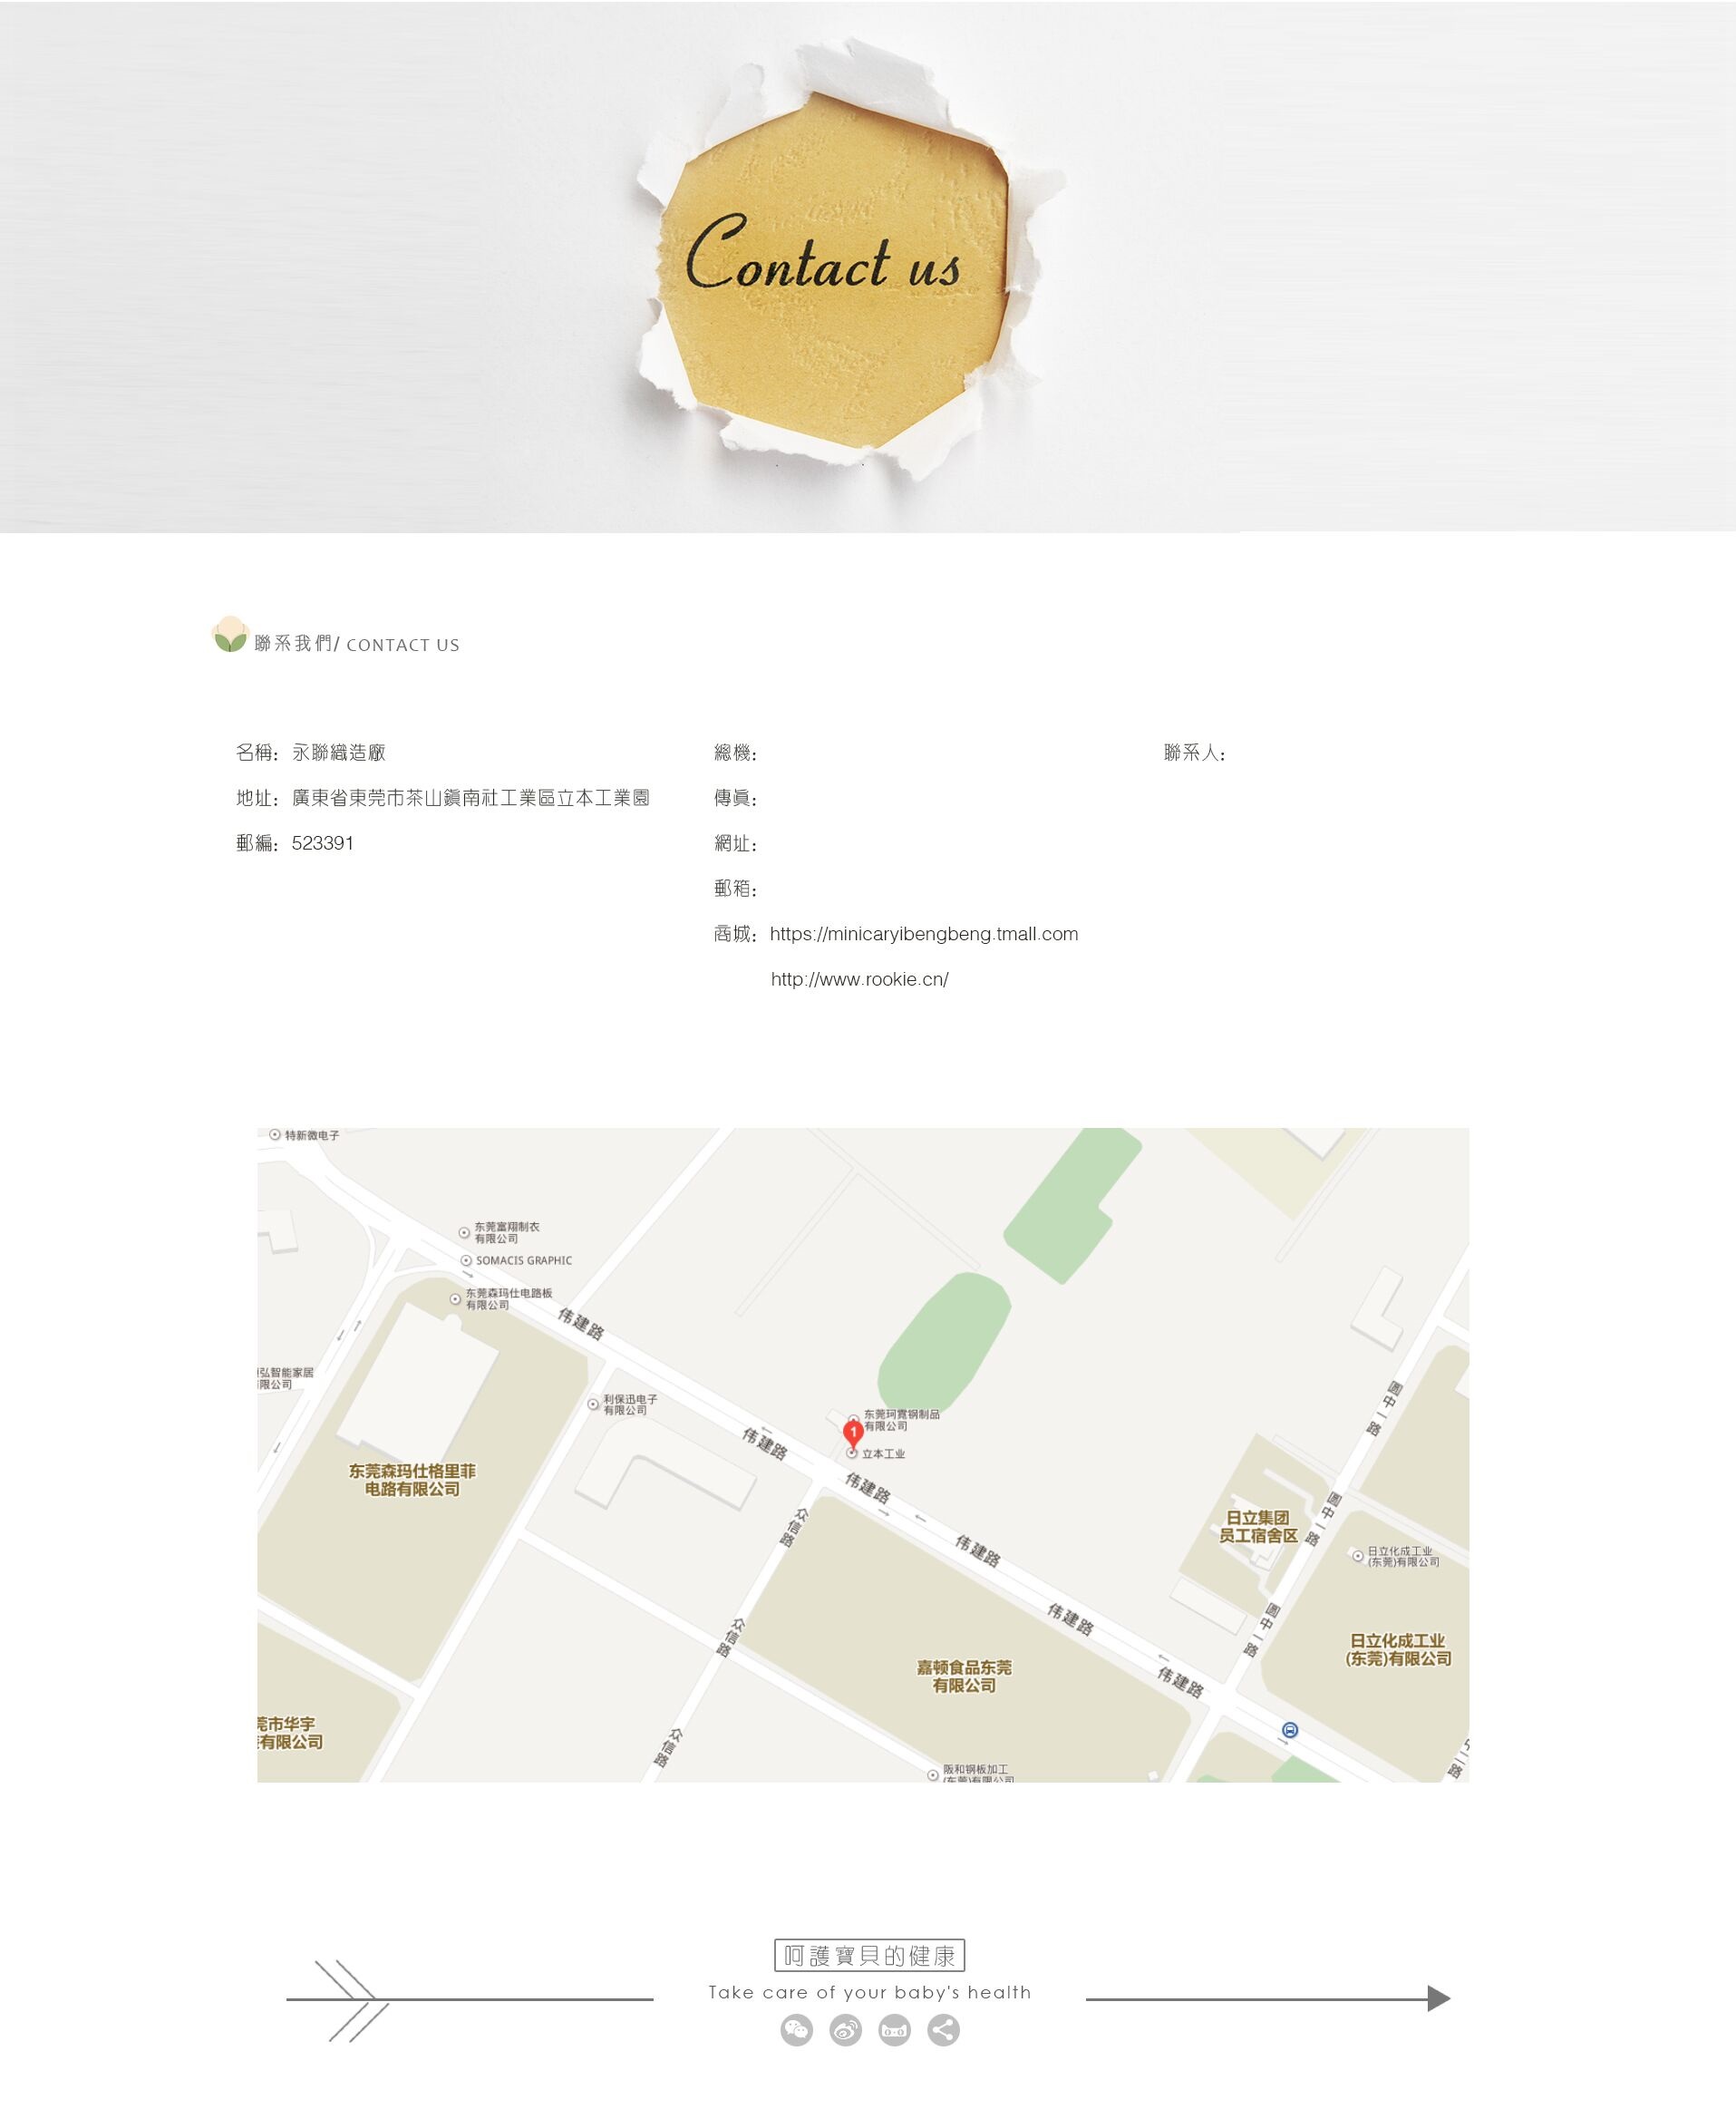 Contact us
聯系我們/ CONTACT US
名稱: 永聯織造廠
地址: 廣東省東莞市茶山鎮南社工業區立本工業園
郵編: 523391
總機:
傳真:
網址:
郵箱:
商城: https://minicaryibengbeng.tmall.com
http://www.rookie.cn/
聯系人:
特新微电子
东莞富翔制衣
有限公司
SOMACIS GRAPHIC
东莞森玛仕电路板
有限公司
伟建路
弘智能家居
限公司
利保迅电子
有限公司
东莞珂霓钢制品
有限公司
1
立本工业
伟建路
伟建路
东莞森玛仕格里菲
电路有限公司
众信路
伟建路
园中一路
日立集团
员工宿舍区
园中一路
日立化成工业
(东莞)有限公司
伟建路
众信路
园中一路
日立化成工业
(东莞)有限公司
嘉顿食品东莞
有限公司
伟建路
莞市华宇
有限公司
众信路
阪和钢板加工
(东莞)有限公司
二路
呵護寶貝的健康
Take care of your baby's health